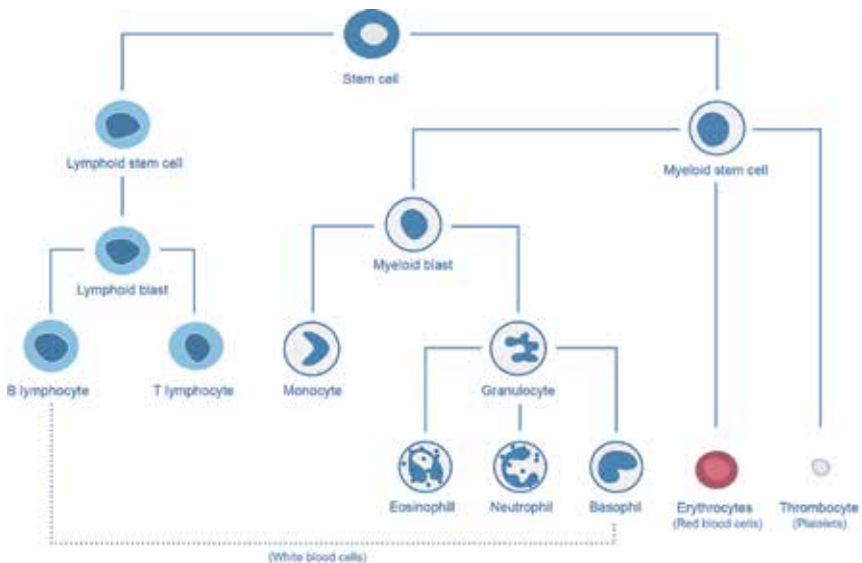 Stem cell
Lymphoid stem cell
Myeloid stem cell
Myeloid blast
Lymphoid blast
B lymphocyte
T lymphocyte
Monocyte
Granulocyte
Eosinophill
Neutrophil
Basophil
Erythrocytes
(Red blood cells)
Thrombocyte
(Platelets)
(White blood cells)